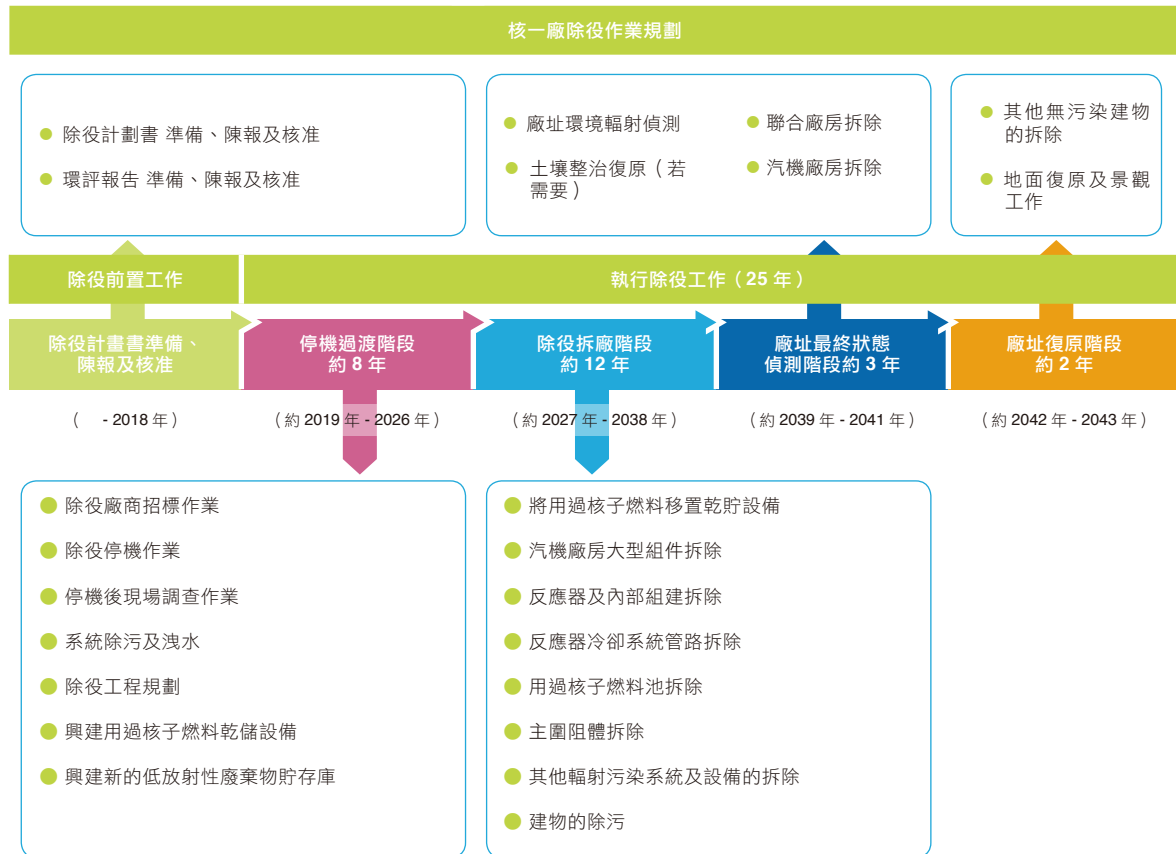 核一廠除役作業規劃
除役計劃書 準備、陳報及核准
環評報告 準備、陳報及核准
廠址環境輻射偵測
土壤整治復原（若
需要）
聯合廠房拆除
汽機廠房拆除
其他無污染建物
的拆除
地面復原及景觀
工作
除役前置工作
執行除役工作（25 年）
除役計畫書準備、
陳報及核准
停機過渡階段
約 8 年
除役拆廠階段
約 12 年
廠址最終狀態
偵測階段約 3 年
廠址復原階段
約 2 年
（ - 2018 年）
（約 2019 年 - 2026 年）
（約 2027 年 - 2038 年）
（約 2039 年 - 2041 年）
（約 2042 年 - 2043 年）
除役廠商招標作業
除役停機作業
停機後現場調查作業
系統除污及洩水
除役工程規劃
興建用過核子燃料乾儲設備
興建新的低放射性廢棄物貯存庫
將用過核子燃料移置乾貯設備
汽機廠房大型組件拆除
反應器及內部組建拆除
反應器冷卻系統管路拆除
用過核子燃料池拆除
主圍阻體拆除
其他輻射污染系統及設備的拆除
建物的除污